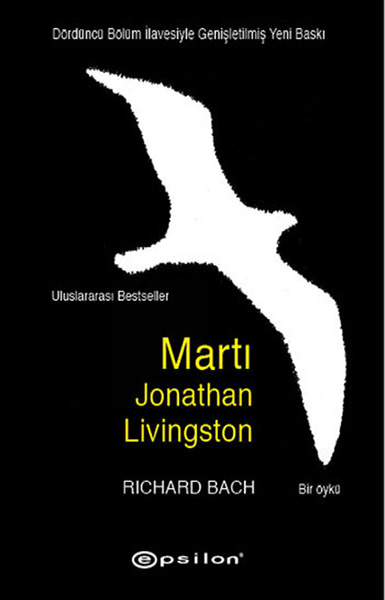 Dördüncü Bölüm İlavesiyle Genişletilmiş Yeni Baskı
Uluslararası Bestseller
Martı
Jonathan
Livingston
RICHARD BACH
Bir öykü
epsilon®